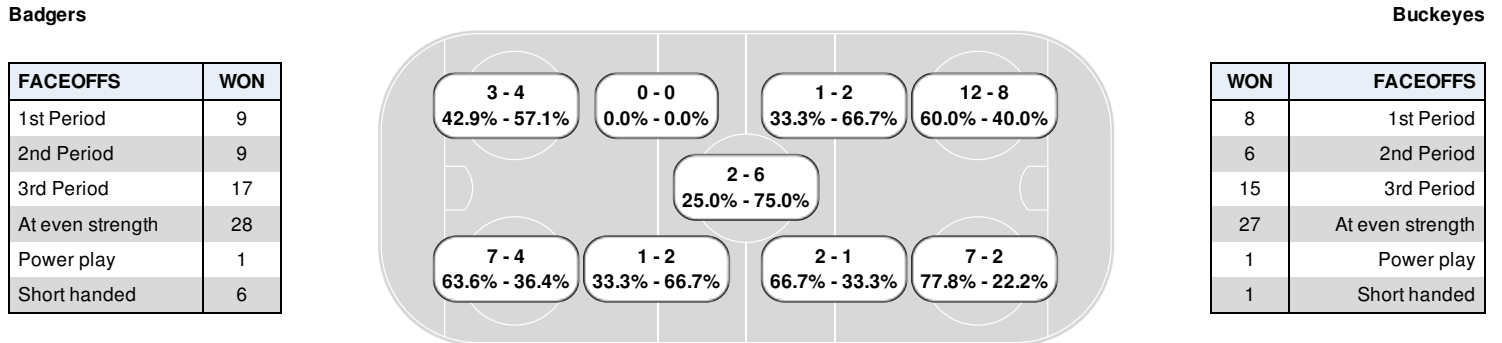 Badgers
Buckeyes
FACEOFFS WON
1st Period 9
2nd Period 9
3rd Period 17
At even strength 28
Power play 1
Short handed 6
3 - 4
42.9% - 57.1%
0 - 0
0.0% - 0.0%
1 - 2
33.3% - 66.7%
12 - 8
60.0% - 40.0%
2 - 6
25.0% - 75.0%
7 - 4
63.6% - 36.4%
1 - 2
33.3% - 66.7%
2 - 1
66.7% - 33.3%
7 - 2
77.8% - 22.2%
WON FACEOFFS
8 1st Period
6 2nd Period
15 3rd Period
27 At even strength
1 Power play
1 Short handed